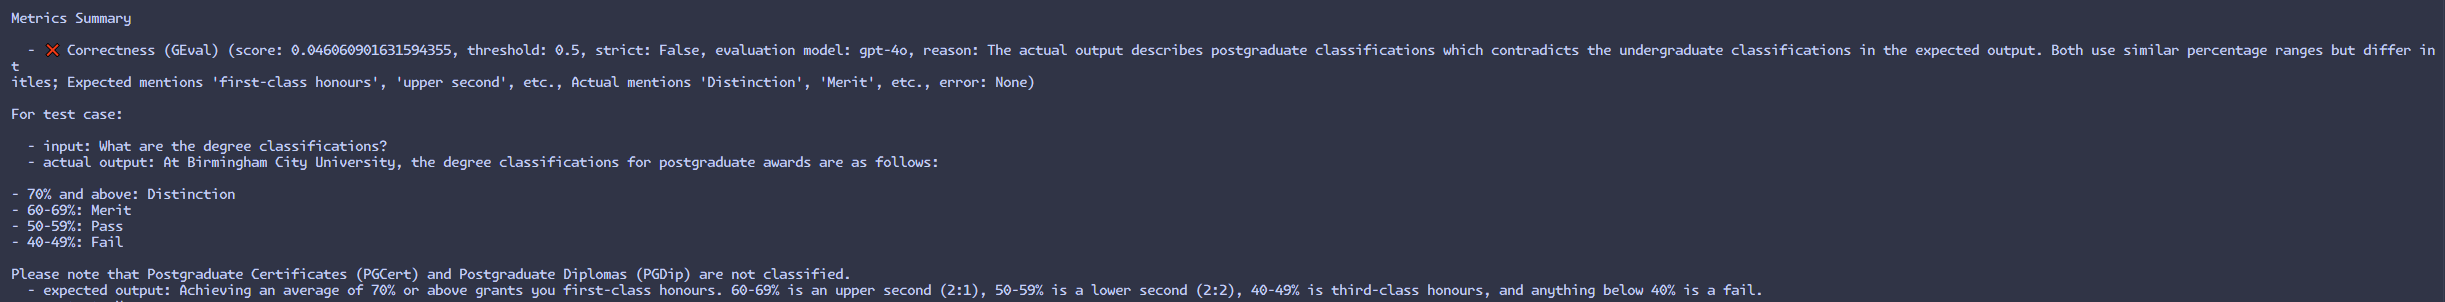 Metrics Summary
- ❌ Correctness (GEval) (score: 0.046060901631594355, threshold: 0.5, strict: False, evaluation model: gpt-4o, reason: The actual output describes postgraduate classifications which contradicts the undergraduate classifications in the expected output. Both use similar percentage ranges but differ in
t
itles; Expected mentions 'first-class honours', 'upper second', etc., Actual mentions 'Distinction', 'Merit', etc., error: None)
For test case:
- input: What are the degree classifications?
- actual output: At Birmingham City University, the degree classifications for postgraduate awards are as follows:
- 70% and above: Distinction
- 60-69%: Merit
- 50-59%: Pass
- 40-49%: Fail
Please note that Postgraduate Certificates (PGCert) and Postgraduate Diplomas (PGDip) are not classified.
- expected output: Achieving an average of 70% or above grants you first-class honours. 60-69% is an upper second (2:1), 50-59% is a lower second (2:2), 40-49% is third-class honours, and anything below 40% is a fail.